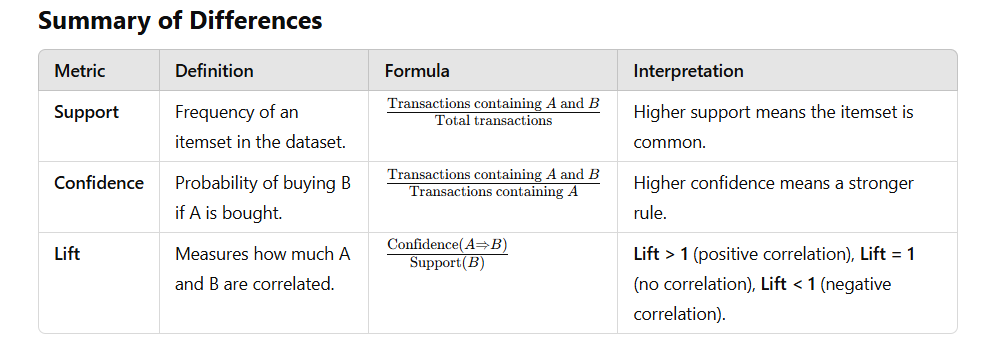 Summary of Differences
Metric Definition Formula Interpretation
Support Frequency of an itemset in the dataset. Transactions containing A and B / Total transactions Higher support means the itemset is common.
Confidence Probability of buying B if A is bought. Transactions containing A and B / Transactions containing A Higher confidence means a stronger rule.
Lift Measures how much A and B are correlated. Confidence(A⇒B) / Support(B) Lift > 1 (positive correlation), Lift = 1 (no correlation), Lift < 1 (negative correlation).